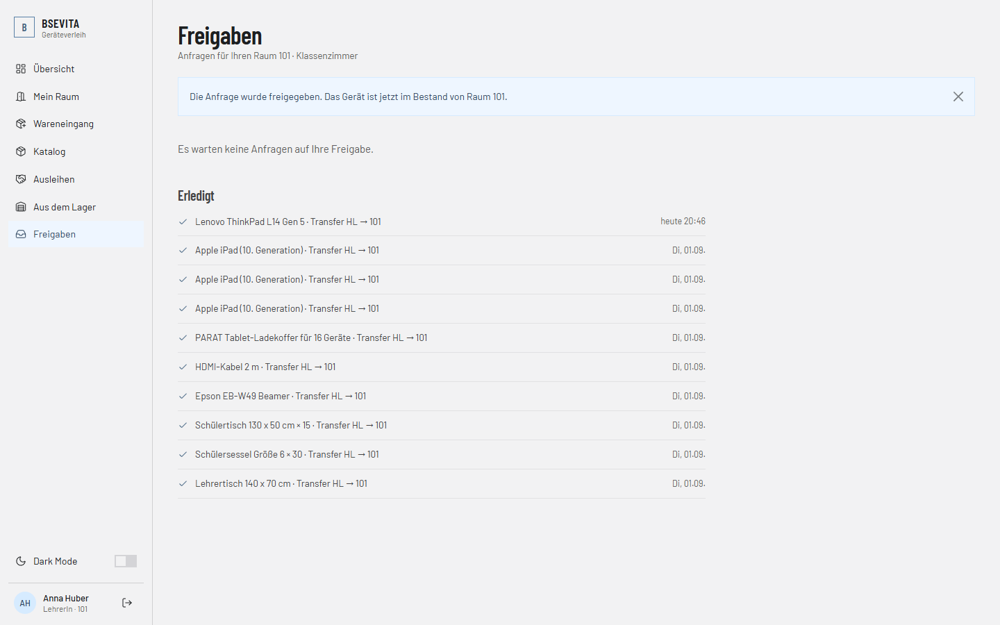 B
BSEVITA
Geräteverleih
Übersicht
Mein Raum
Wareneingang
Katalog
Ausleihen
Aus dem Lager
Freigaben
Dark Mode
AH
Anna Huber
LehrerIn · 101
Freigaben
Anfragen für Ihren Raum 101 · Klassenzimmer
Die Anfrage wurde freigegeben. Das Gerät ist jetzt im Bestand von Raum 101.
Es warten keine Anfragen auf Ihre Freigabe.
Erledigt
Lenovo ThinkPad L14 Gen 5 · Transfer HL → 101 heute 20:46
Apple iPad (10. Generation) · Transfer HL → 101 Di, 01.09.
Apple iPad (10. Generation) · Transfer HL → 101 Di, 01.09.
Apple iPad (10. Generation) · Transfer HL → 101 Di, 01.09.
PARAT Tablet-Ladekoffer für 16 Geräte · Transfer HL → 101 Di, 01.09.
HDMI-Kabel 2 m · Transfer HL → 101 Di, 01.09.
Epson EB-W49 Beamer · Transfer HL → 101 Di, 01.09.
Schülertisch 130 x 50 cm × 15 · Transfer HL → 101 Di, 01.09.
Schülersessel Größe 6 × 30 · Transfer HL → 101 Di, 01.09.
Lehrertisch 140 x 70 cm · Transfer HL → 101 Di, 01.09.